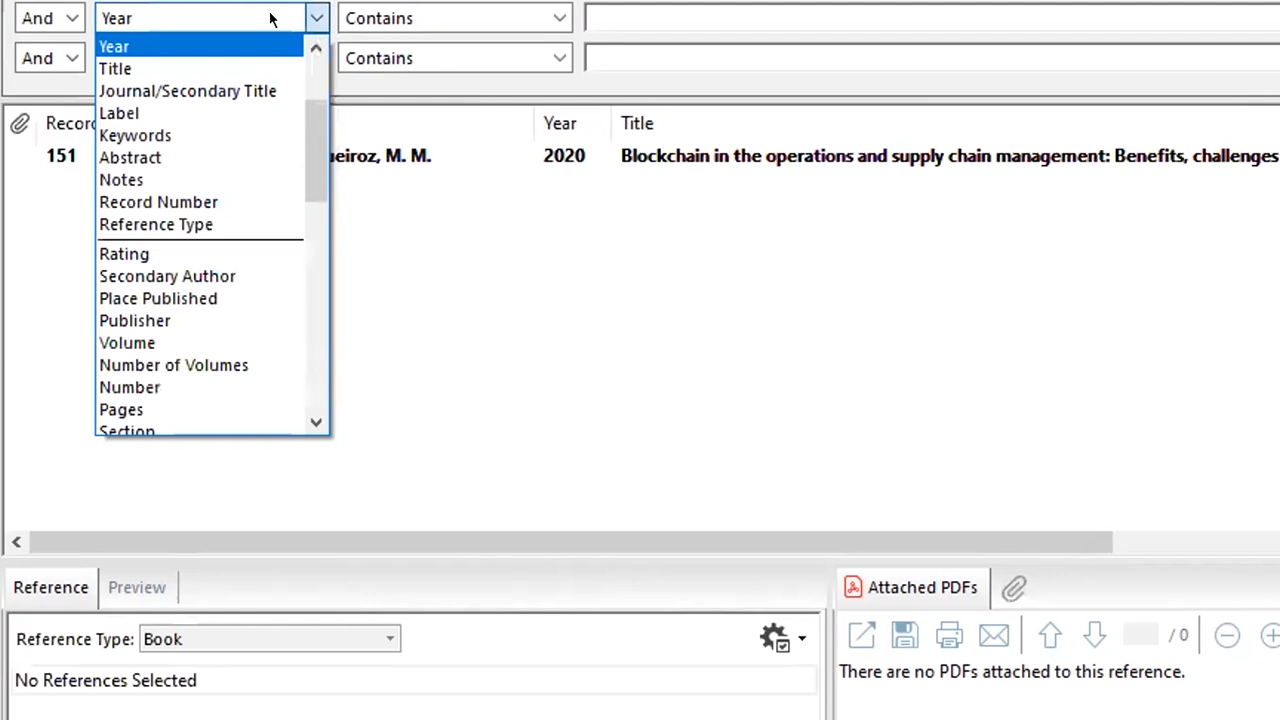 And Year Contains
And Contains
Year
Title
Journal/Secondary Title
Label
Keywords
Abstract
Notes
Record Number
Reference Type
Rating
Secondary Author
Place Published
Publisher
Volume
Number of Volumes
Number
Pages
Section
Year Title
151 M. M. 2020 Blockchain in the operations and supply chain management: Benefits, challenges
Reference Preview
Reference Type: Book
No References Selected
Attached PDFs
/ 0
There are no PDFs attached to this reference.